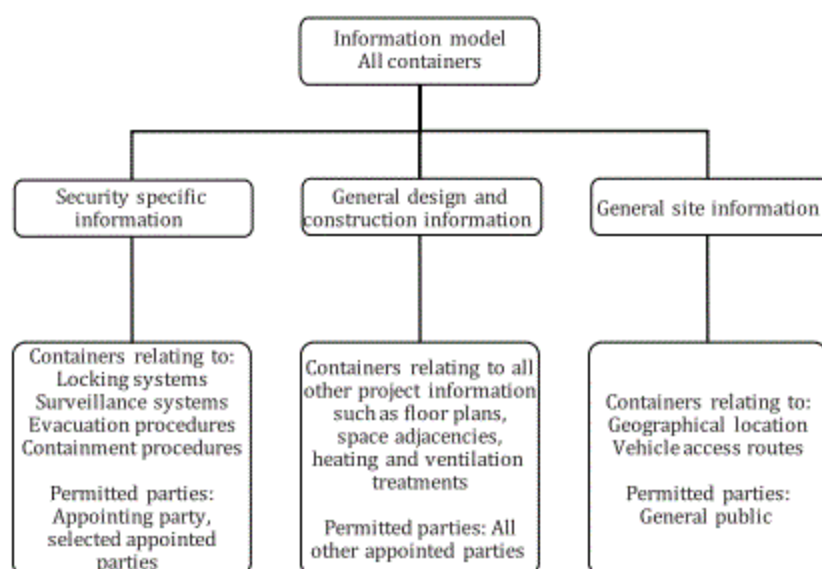 Information model
All containers
Security specific
information
General design and
construction information
General site information
Containers relating to:
Locking systems
Surveillance systems
Evacuation procedures
Containment procedures
Permitted parties:
Appointing party,
selected appointed
parties
Containers relating to all
other project information
such as floor plans,
space adjacencies,
heating and ventilation
treatments
Permitted parties: All
other appointed parties
Containers relating to:
Geographical location
Vehicle access routes
Permitted parties:
General public